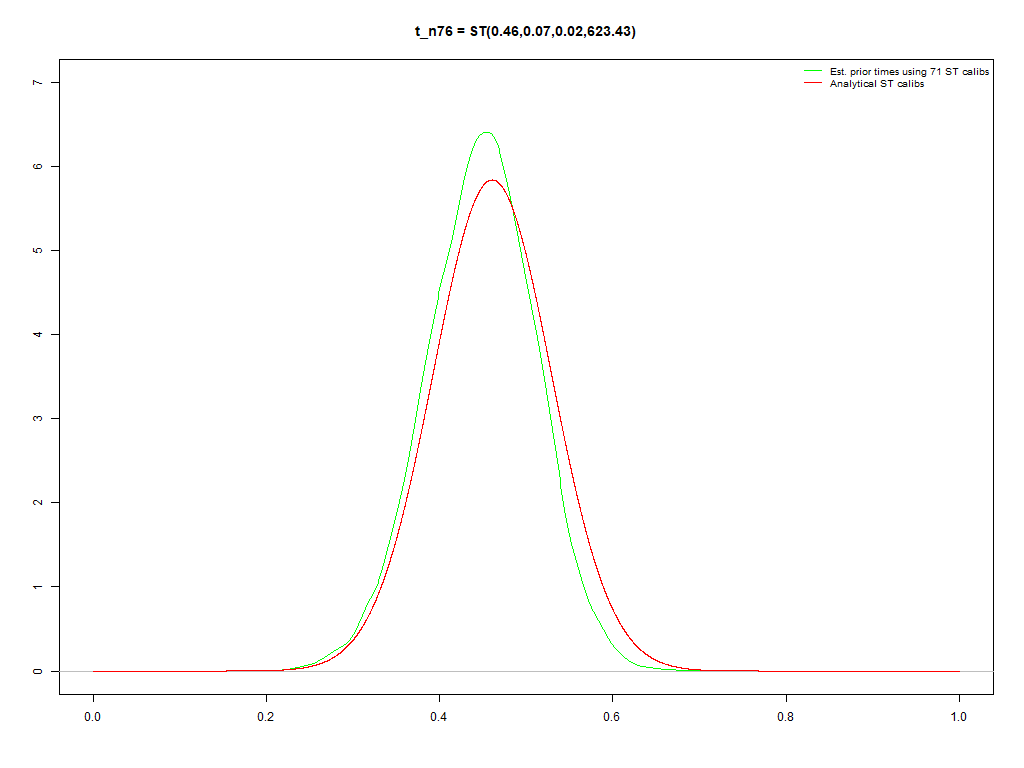 t_n76 = ST(0.46,0.07,0.02,623.43)
Est. prior times using 71 ST calibs
Analytical ST calibs
7
6
5
4
3
2
1
0
0.0 0.2 0.4 0.6 0.8 1.0